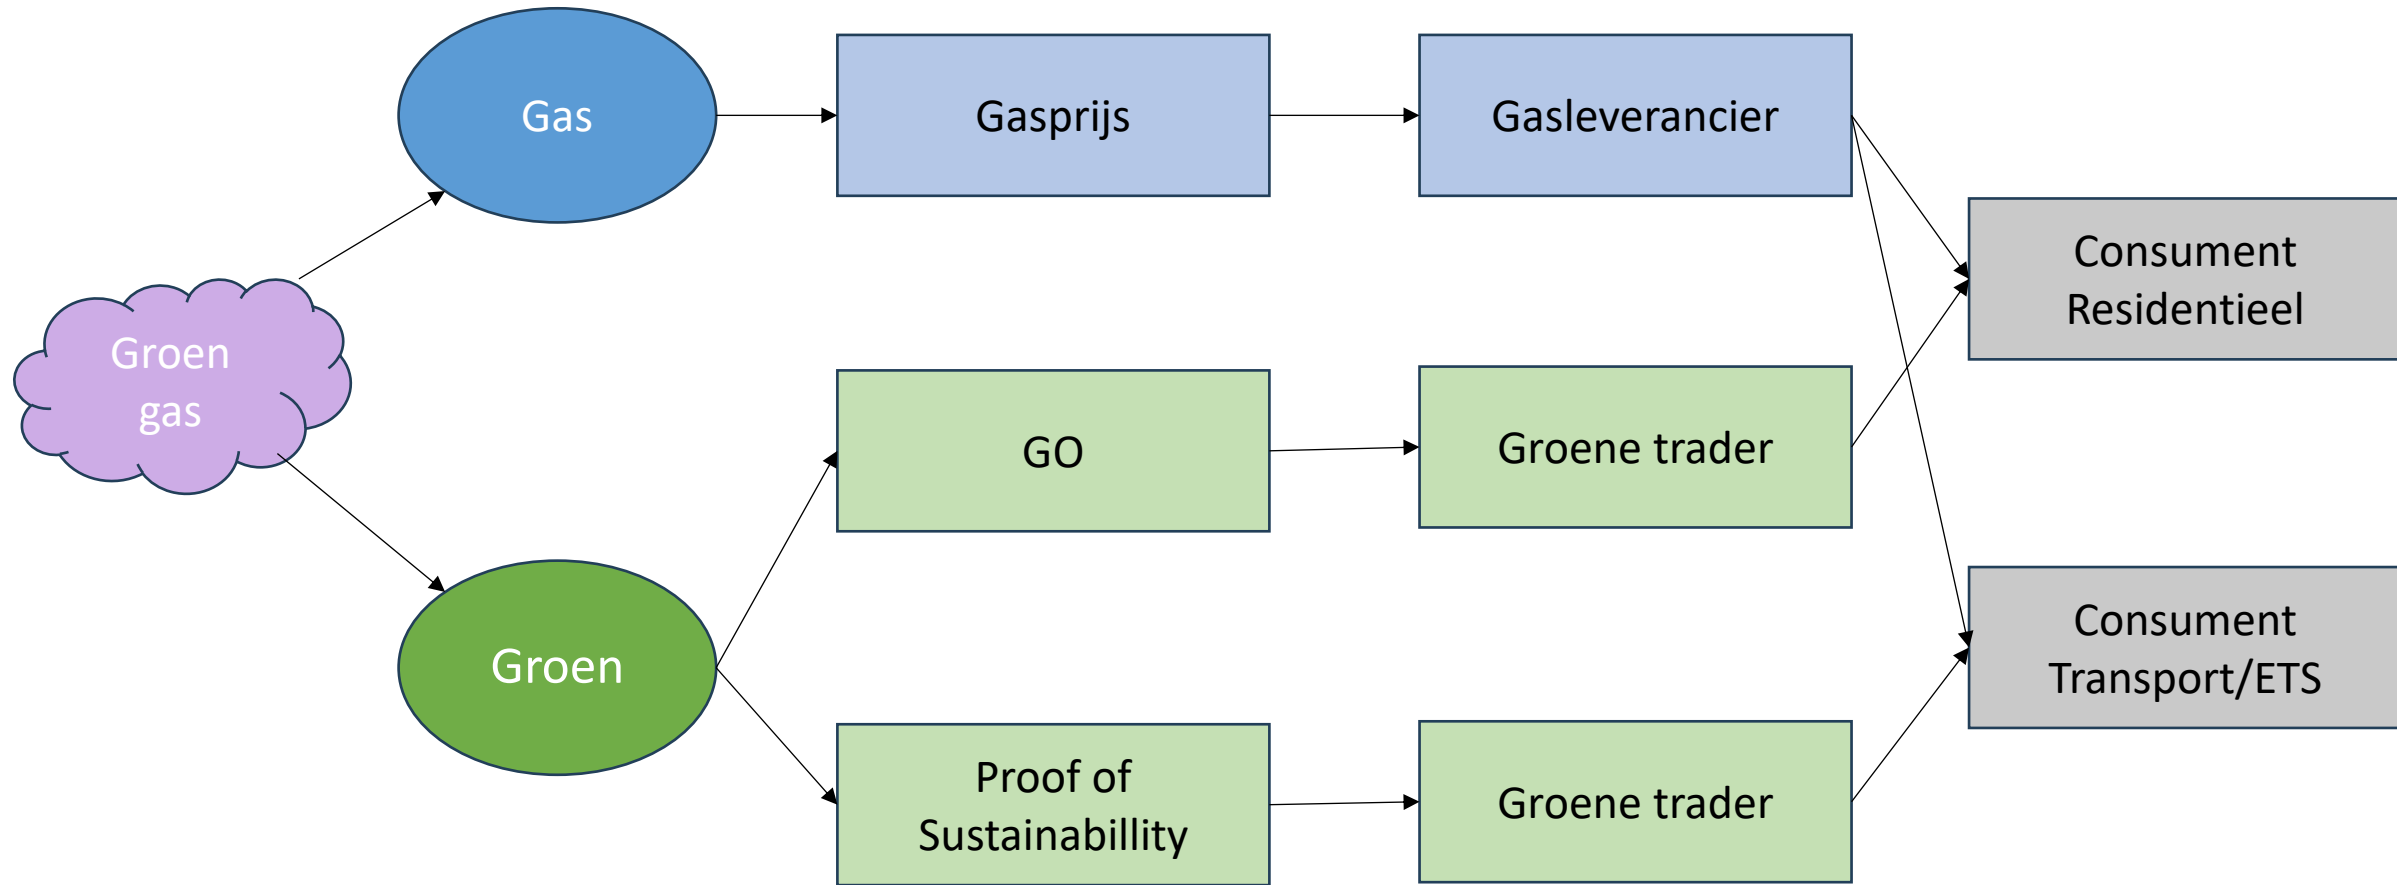 Gas
Gasprijs
Gasleverancier
Consument
Residentieel
Groen
gas
GO
Groene trader
Consument
Transport/ETS
Groen
Proof of
Sustainabillity
Groene trader